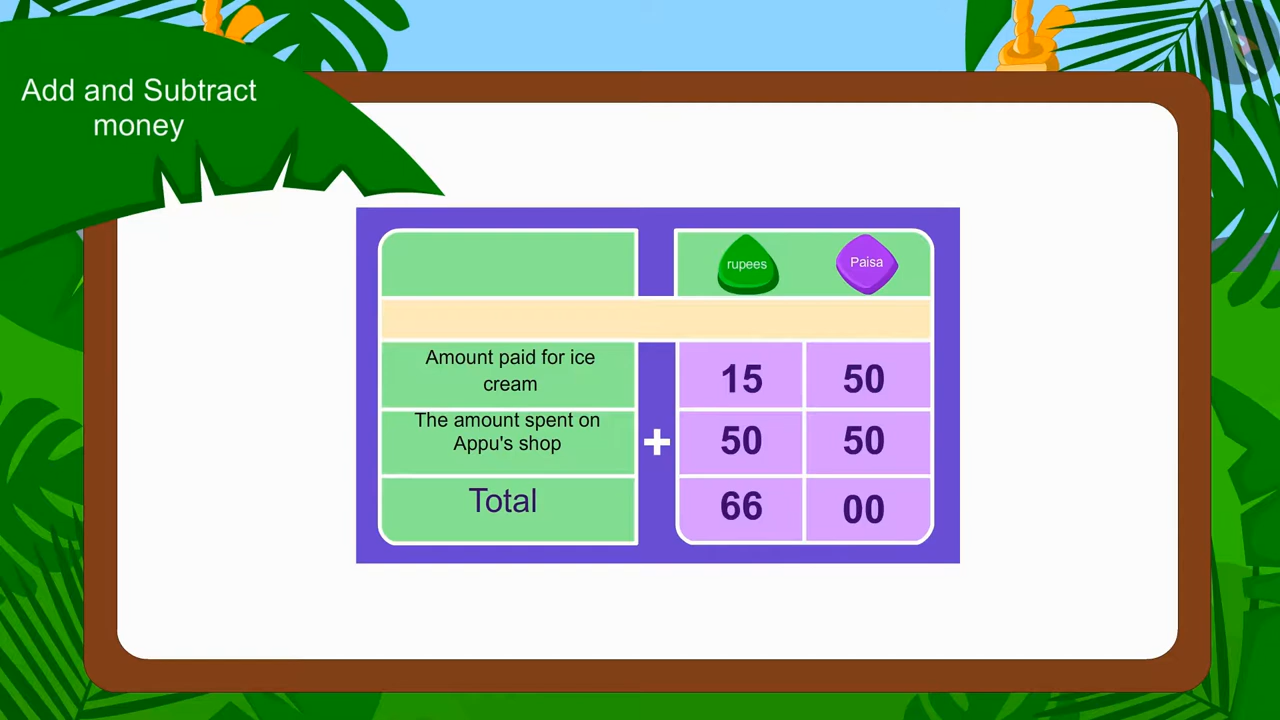 Add and Subtract
money
rupees Paisa
Amount paid for ice
cream
15 50
The amount spent on
Appu's shop
+ 50 50
Total 66 00